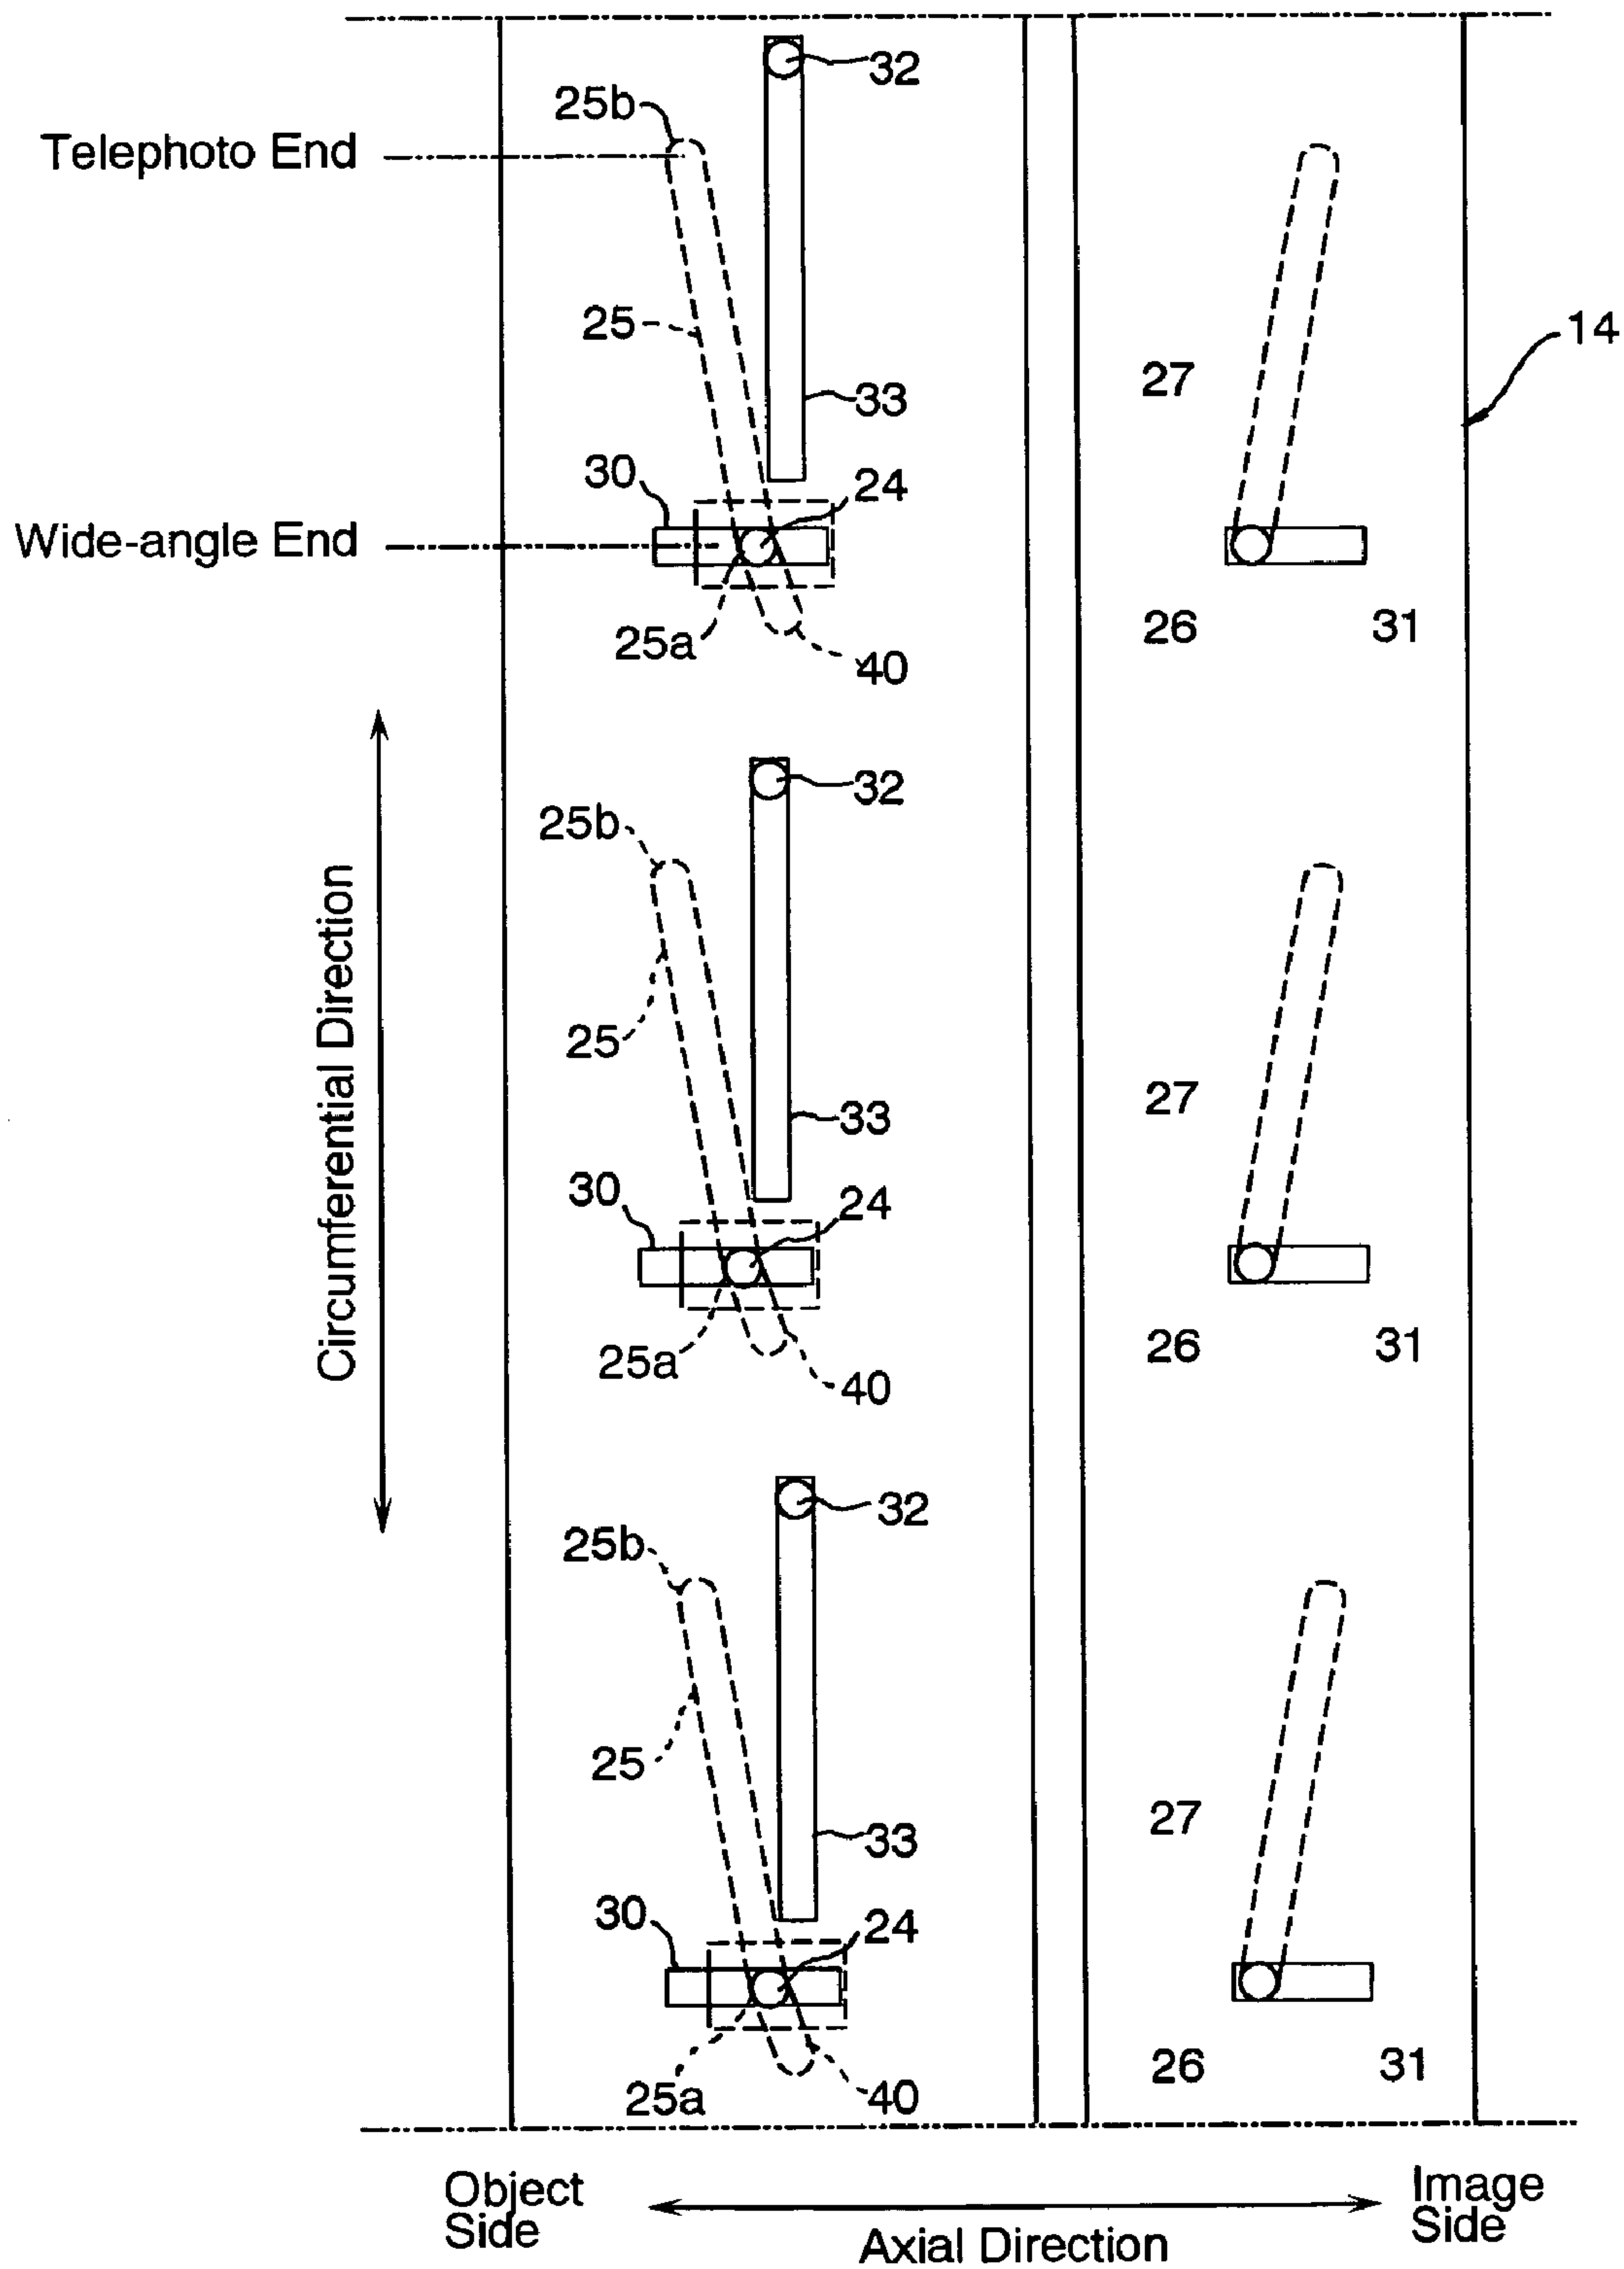 32
25b
Telephoto End
25
14
27
33
30
24
Wide-angle End
25a
26
31
40
32
25b
Circumferential Direction
25
27
33
30
24
25a
26
31
40
32
25b
25
27
33
30
24
25a
26
31
40
Object Side
Image Side
Axial Direction